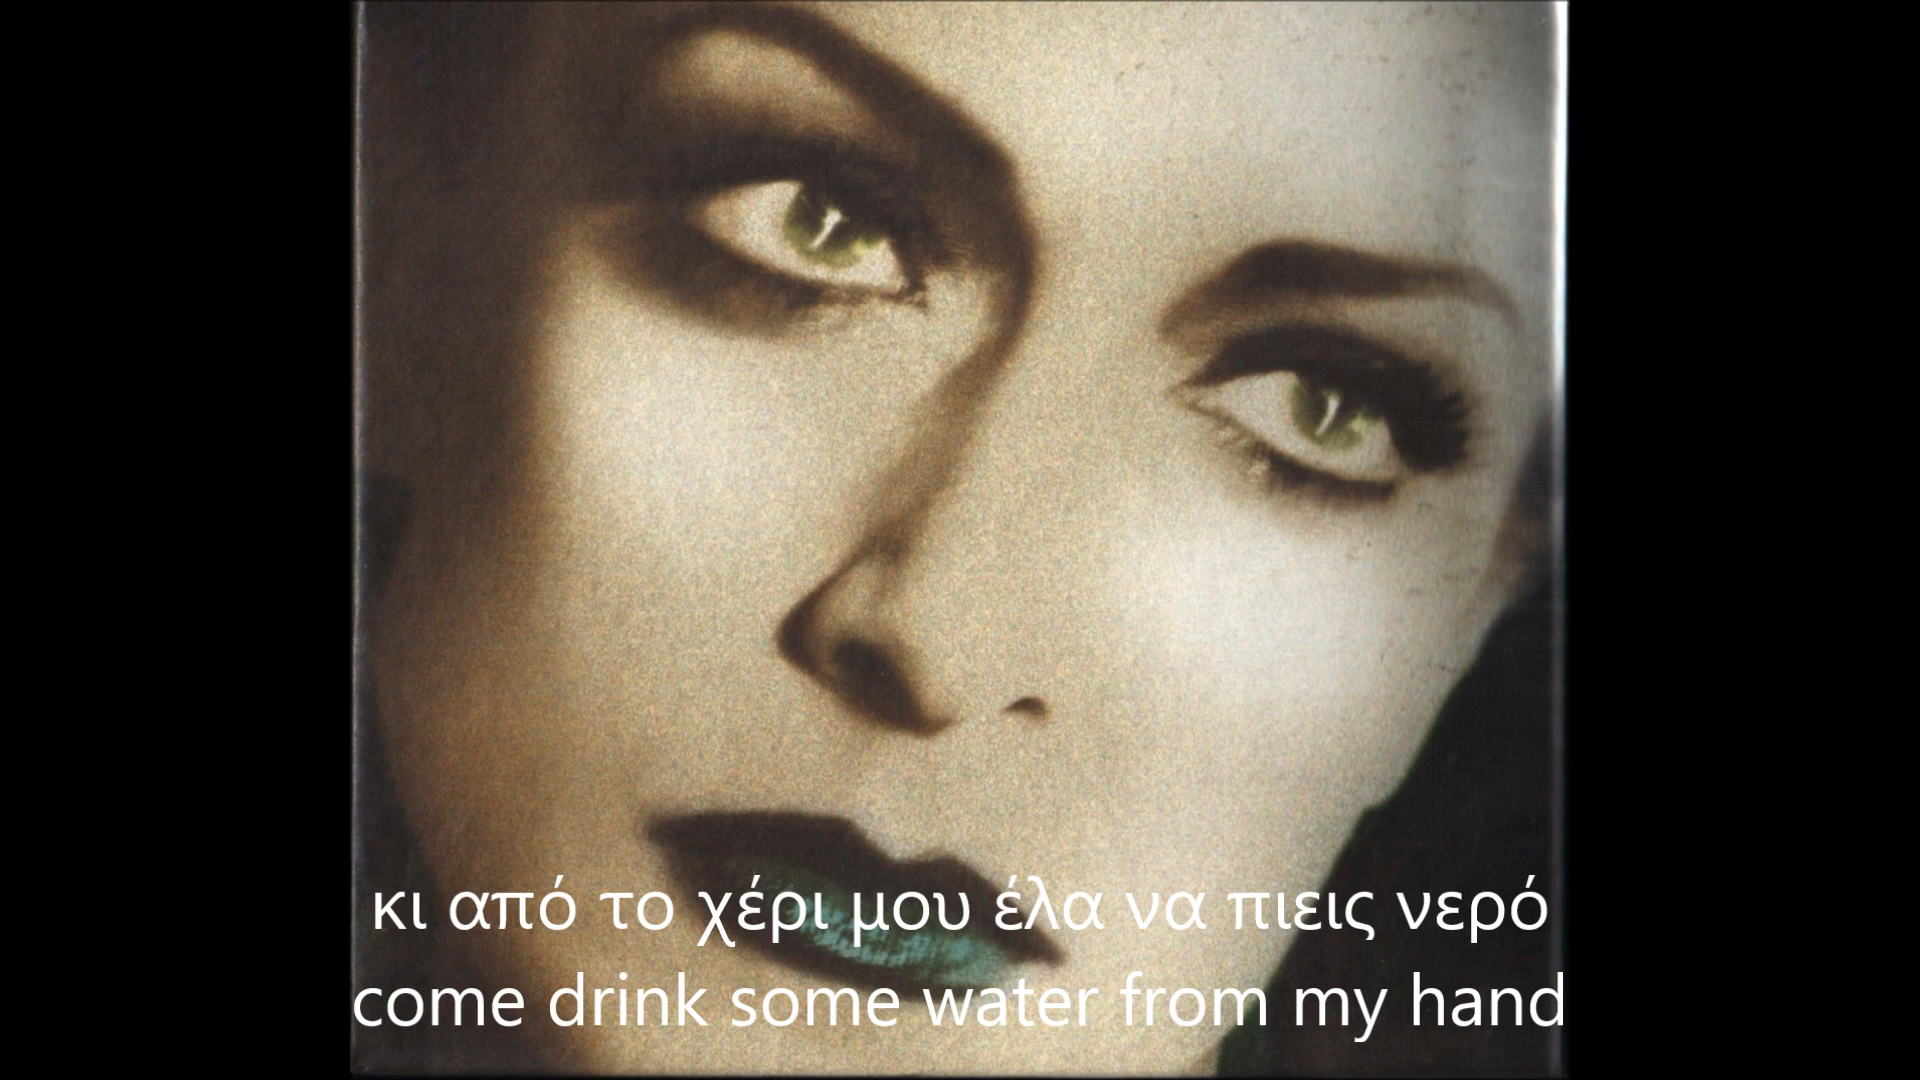 κι από το χέρι μου έλα να πιεις νερό
come drink some water from my hand